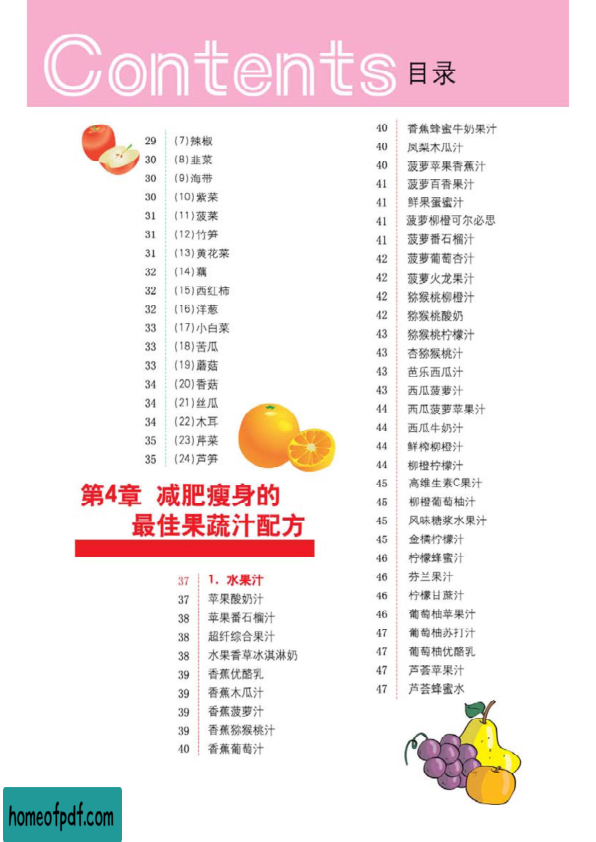 Contents 目录
29 (7)辣椒
30 (8)韭菜
30 (9)海带
30 (10)紫菜
31 (11)菠菜
31 (12)竹笋
31 (13)黄花菜
32 (14)藕
32 (15)西红柿
32 (16)洋葱
33 (17)小白菜
33 (18)苦瓜
33 (19)蘑菇
34 (20)香菇
34 (21)丝瓜
34 (22)木耳
35 (23)芹菜
35 (24)芦笋
第4章 减肥瘦身的
最佳果蔬汁配方
37 1. 水果汁
37 苹果酸奶汁
38 苹果番石榴汁
38 超纤综合果汁
38 水果香草冰淇淋奶
39 香蕉优酪乳
39 香蕉木瓜汁
39 香蕉菠萝汁
39 香蕉猕猴桃汁
40 香蕉葡萄汁
40 香蕉蜂蜜牛奶果汁
40 凤梨木瓜汁
40 菠萝苹果香蕉汁
41 菠萝百香果汁
41 鲜果蛋蜜汁
41 菠萝柳橙可尔必思
41 菠萝番石榴汁
42 菠萝葡萄杏汁
42 菠萝火龙果汁
42 猕猴桃柳橙汁
42 猕猴桃酸奶
43 猕猴桃柠檬汁
43 杏猕猴桃汁
43 芭乐西瓜汁
43 西瓜菠萝汁
44 西瓜菠萝苹果汁
44 西瓜牛奶汁
44 鲜榨柳橙汁
44 柳橙柠檬汁
45 高维生素C果汁
45 柳橙葡萄柚汁
45 风味糖浆水果汁
45 金橘柠檬汁
46 柠檬蜂蜜汁
46 芬兰果汁
46 柠檬甘蔗汁
46 葡萄柚苹果汁
47 葡萄柚苏打汁
47 葡萄柚优酪乳
47 芦荟苹果汁
47 芦荟蜂蜜水
homeofpdf.com